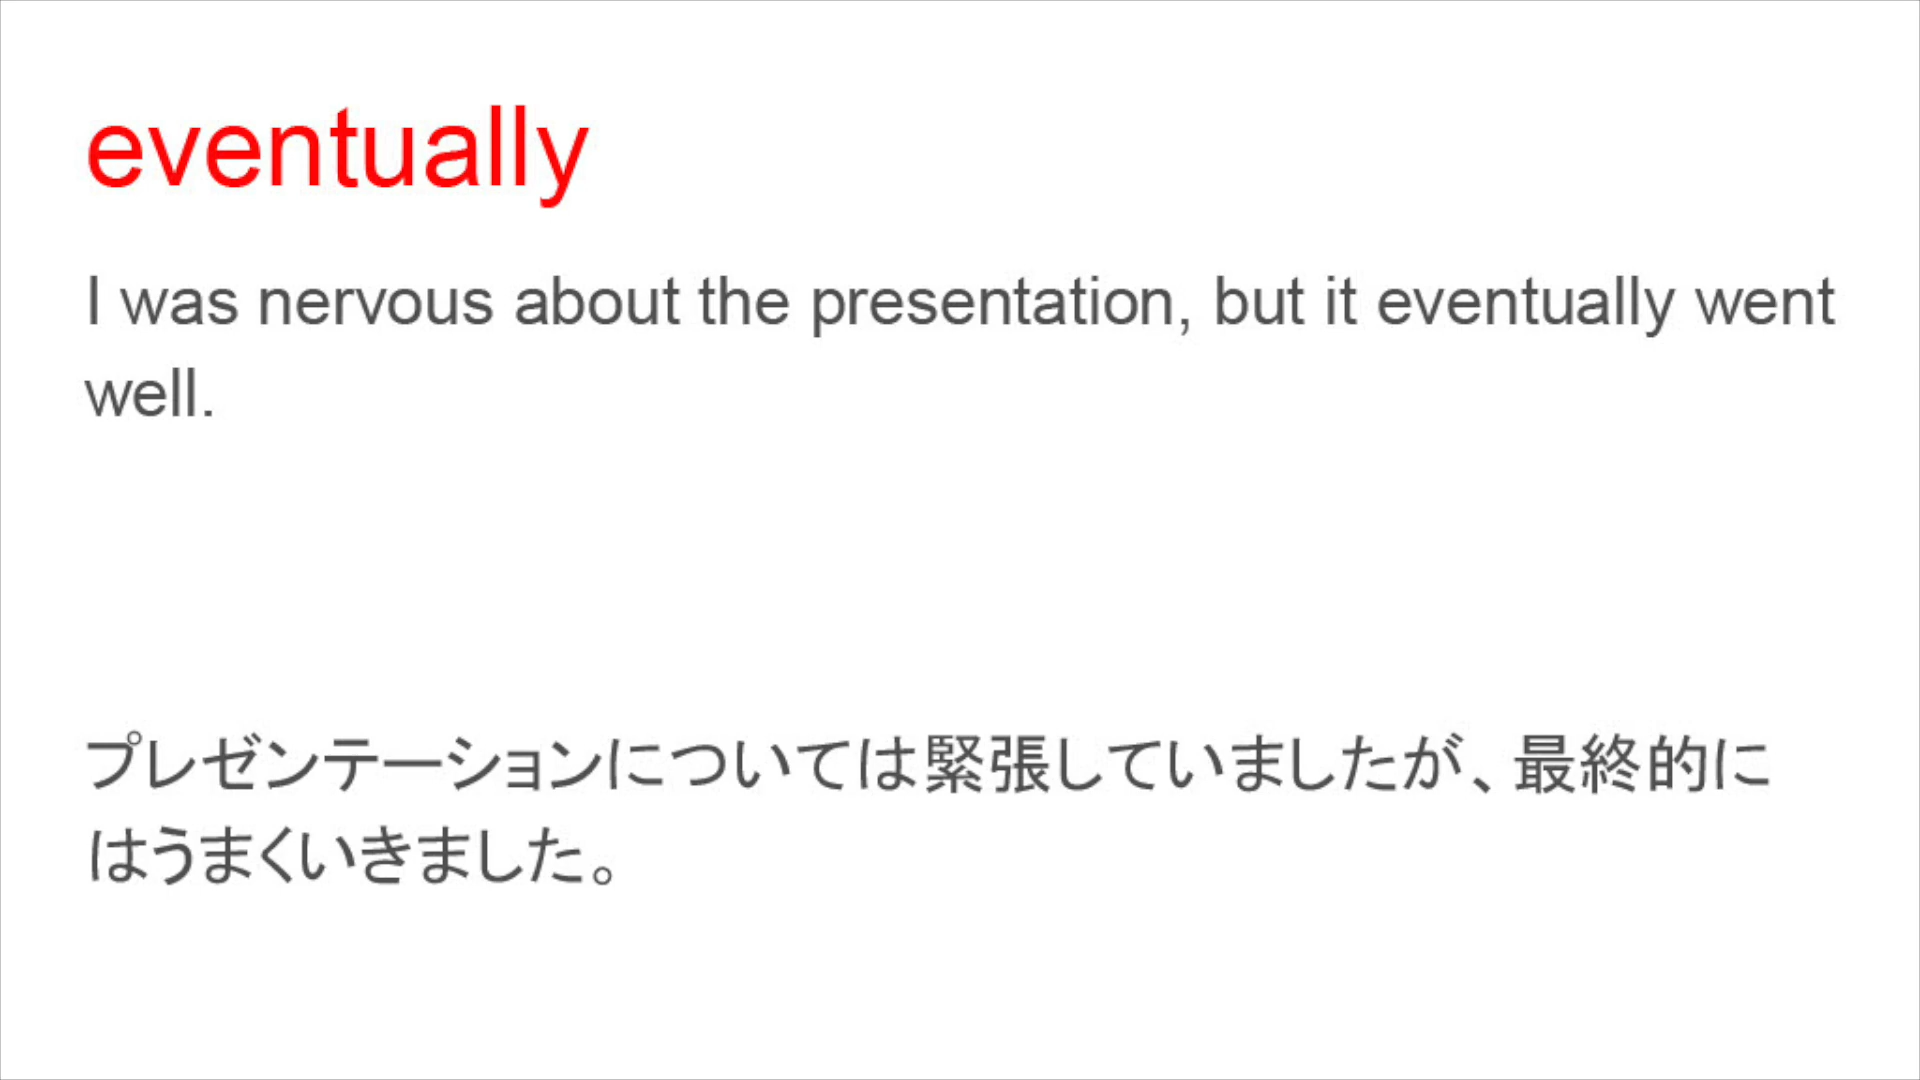 eventually
I was nervous about the presentation, but it eventually went
well.
プレゼンテーションについては緊張していましたが、最終的に
はうまくいきました。